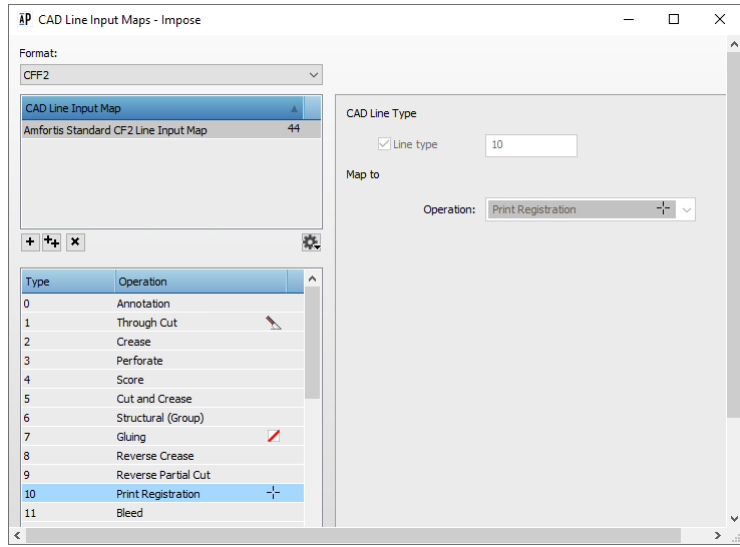 CAD Line Input Maps - Impose
Format:
CFF2
CAD Line Input Map
Amfortis Standard CF2 Line Input Map 44
Type Operation
0 Annotation
1 Through Cut
2 Crease
3 Perforate
4 Score
5 Cut and Crease
6 Structural (Group)
7 Gluing
8 Reverse Crease
9 Reverse Partial Cut
10 Print Registration
11 Bleed
CAD Line Type
Line type 10
Map to
Operation: Print Registration